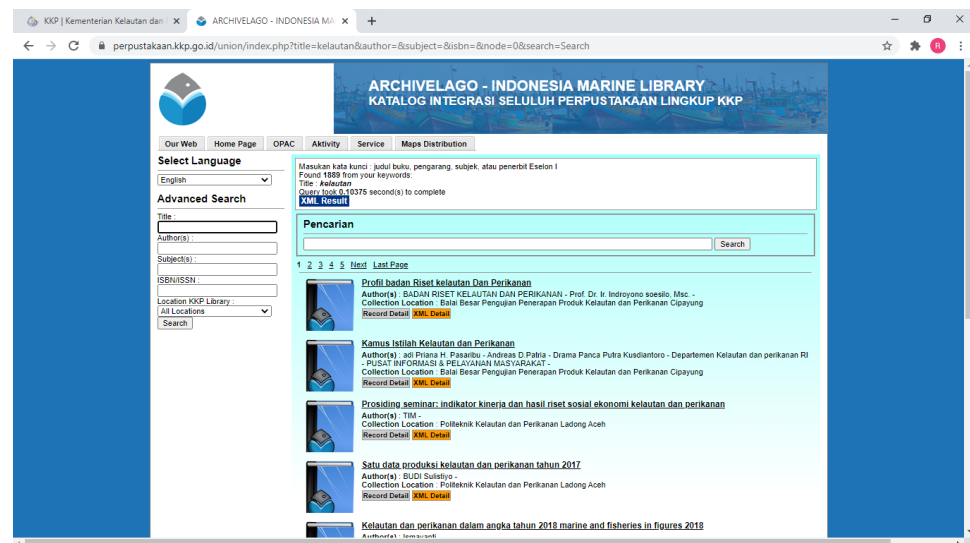 KKP | Kementerian Kelautan dan
ARCHIVELAGO - INDONESIA MA
perpustakaan.kkp.go.id/union/index.php?title=kelautan&author=&subject=&isbn=&node=0&search=Search
R
ARCHIVELAGO - INDONESIA MARINE LIBRARY
KATALOG INTEGRASI SELULUH PERPUSTAKAAN LINGKUP KKP
Our Web Home Page OPAC Aktivity Service Maps Distribution
Select Language
English
Advanced Search
Title :
Author(s) :
Subject(s) :
ISBN/ISSN :
Location KKP Library :
All Locations
Search
Masukan kata kunci : judul buku, pengarang, subjek, atau penerbit Eselon I
Found 1889 from your keywords:
Title : kelautan
Query took 0.10375 second(s) to complete
XML Result
Pencarian
Search
1 2 3 4 5 Next Last Page
Profil badan Riset kelautan Dan Perikanan
Author(s) : BADAN RISET KELAUTAN DAN PERIKANAN - Prof. Dr. Ir. Indroyono soesilo, Msc. -
Collection Location : Balai Besar Pengujian Penerapan Produk Kelautan dan Perikanan Cipayung
Record Detail XML Detail
Kamus Istilah Kelautan dan Perikanan
Author(s) : adi Priana H. Pasaribu - Andreas D.Patria - Drama Panca Putra Kusdiantoro - Departemen Kelautan dan perikanan RI
- PUSAT INFORMASI & PELAYANAN MASYARAKAT -
Collection Location : Balai Besar Pengujian Penerapan Produk Kelautan dan Perikanan Cipayung
Record Detail XML Detail
Prosiding seminar: indikator kinerja dan hasil riset sosial ekonomi kelautan dan perikanan
Author(s) : TIM -
Collection Location : Politeknik Kelautan dan Perikanan Ladong Aceh
Record Detail XML Detail
Satu data produksi kelautan dan perikanan tahun 2017
Author(s) : BUDI Sulistiyo -
Collection Location : Politeknik Kelautan dan Perikanan Ladong Aceh
Record Detail XML Detail
Kelautan dan perikanan dalam angka tahun 2018 marine and fisheries in figures 2018
Author(s) : Ismayanti